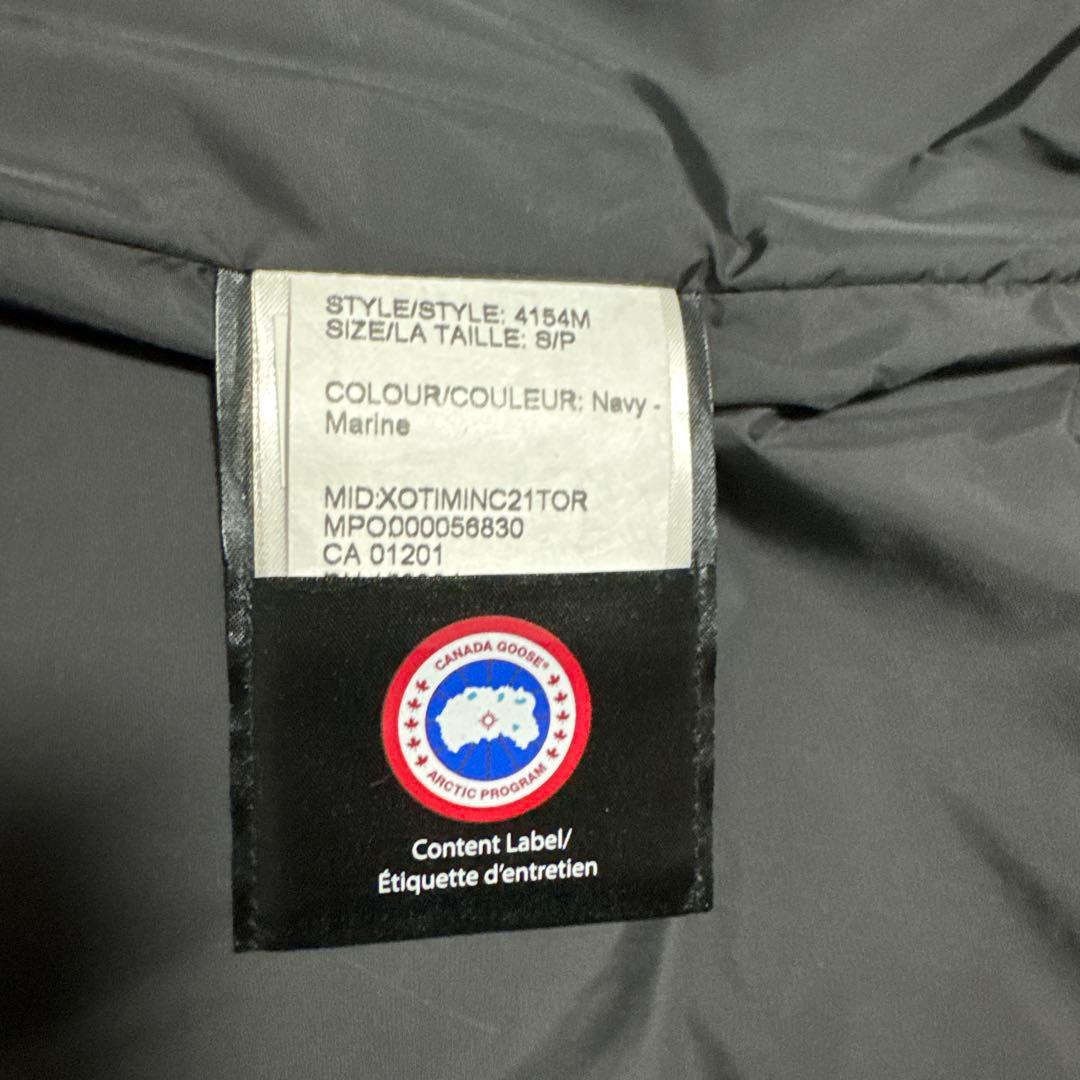 STYLE/STYLE: 4154M
SIZE/LA TAILLE: S/P
COLOUR/COULEUR: Navy -
Marine
MID:XOTIMINC21TOR
MPO000056830
CA 01201
CANADA GOOSE®
ARCTIC PROGRAM
Content Label/
Étiquette d'entretien